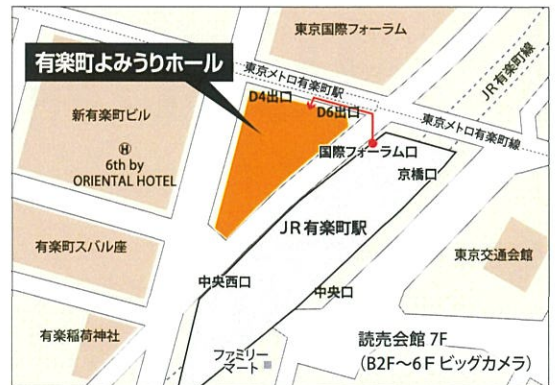 東京国際フォーラム
有楽町よみうりホール
東京メトロ有楽町駅
JR有楽町線
D4出口
D6出口
東京メトロ有楽町線
新有楽町ビル
H
6th by
ORIENTAL HOTEL
国際フォーラム口
京橋口
JR有楽町駅
有楽町スバル座
東京交通会館
中央西口
中央口
有楽稲荷神社
ファミリー
マート
読売会館 7F
(B2F～6F ビッグカメラ)